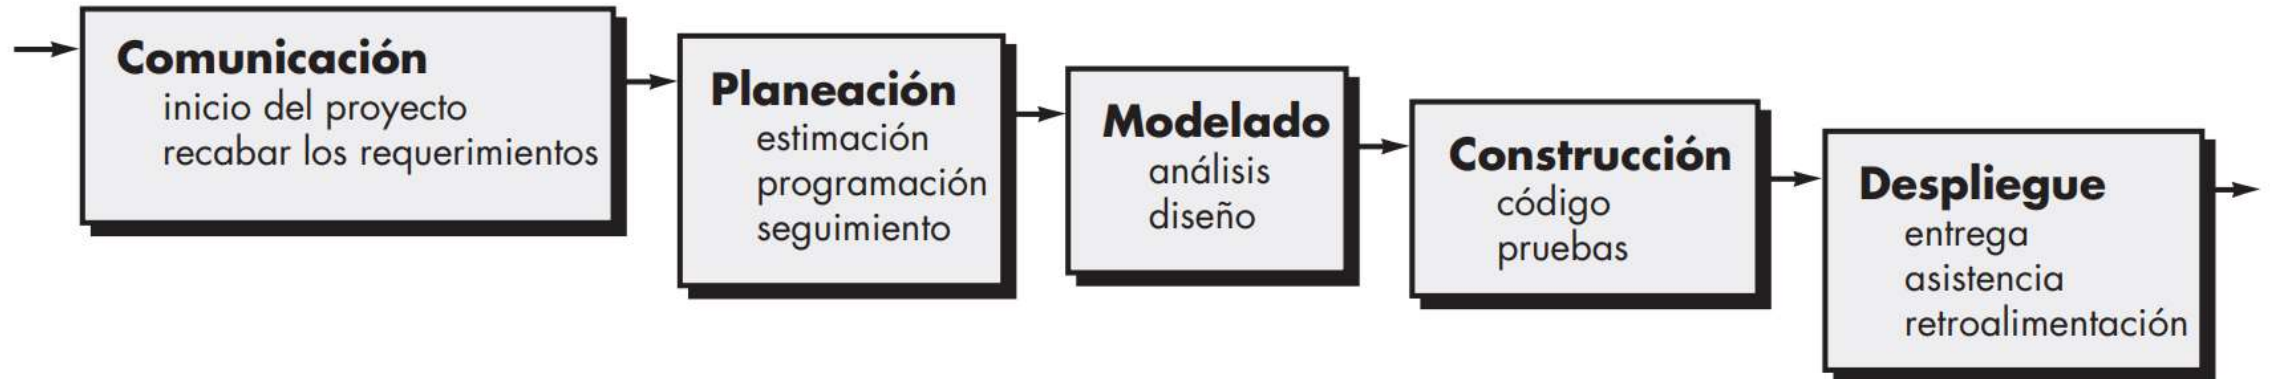 Comunicación
inicio del proyecto
recabar los requerimientos
Planeación
estimación
programación
seguimiento
Modelado
análisis
diseño
Construcción
código
pruebas
Despliegue
entrega
asistencia
retroalimentación